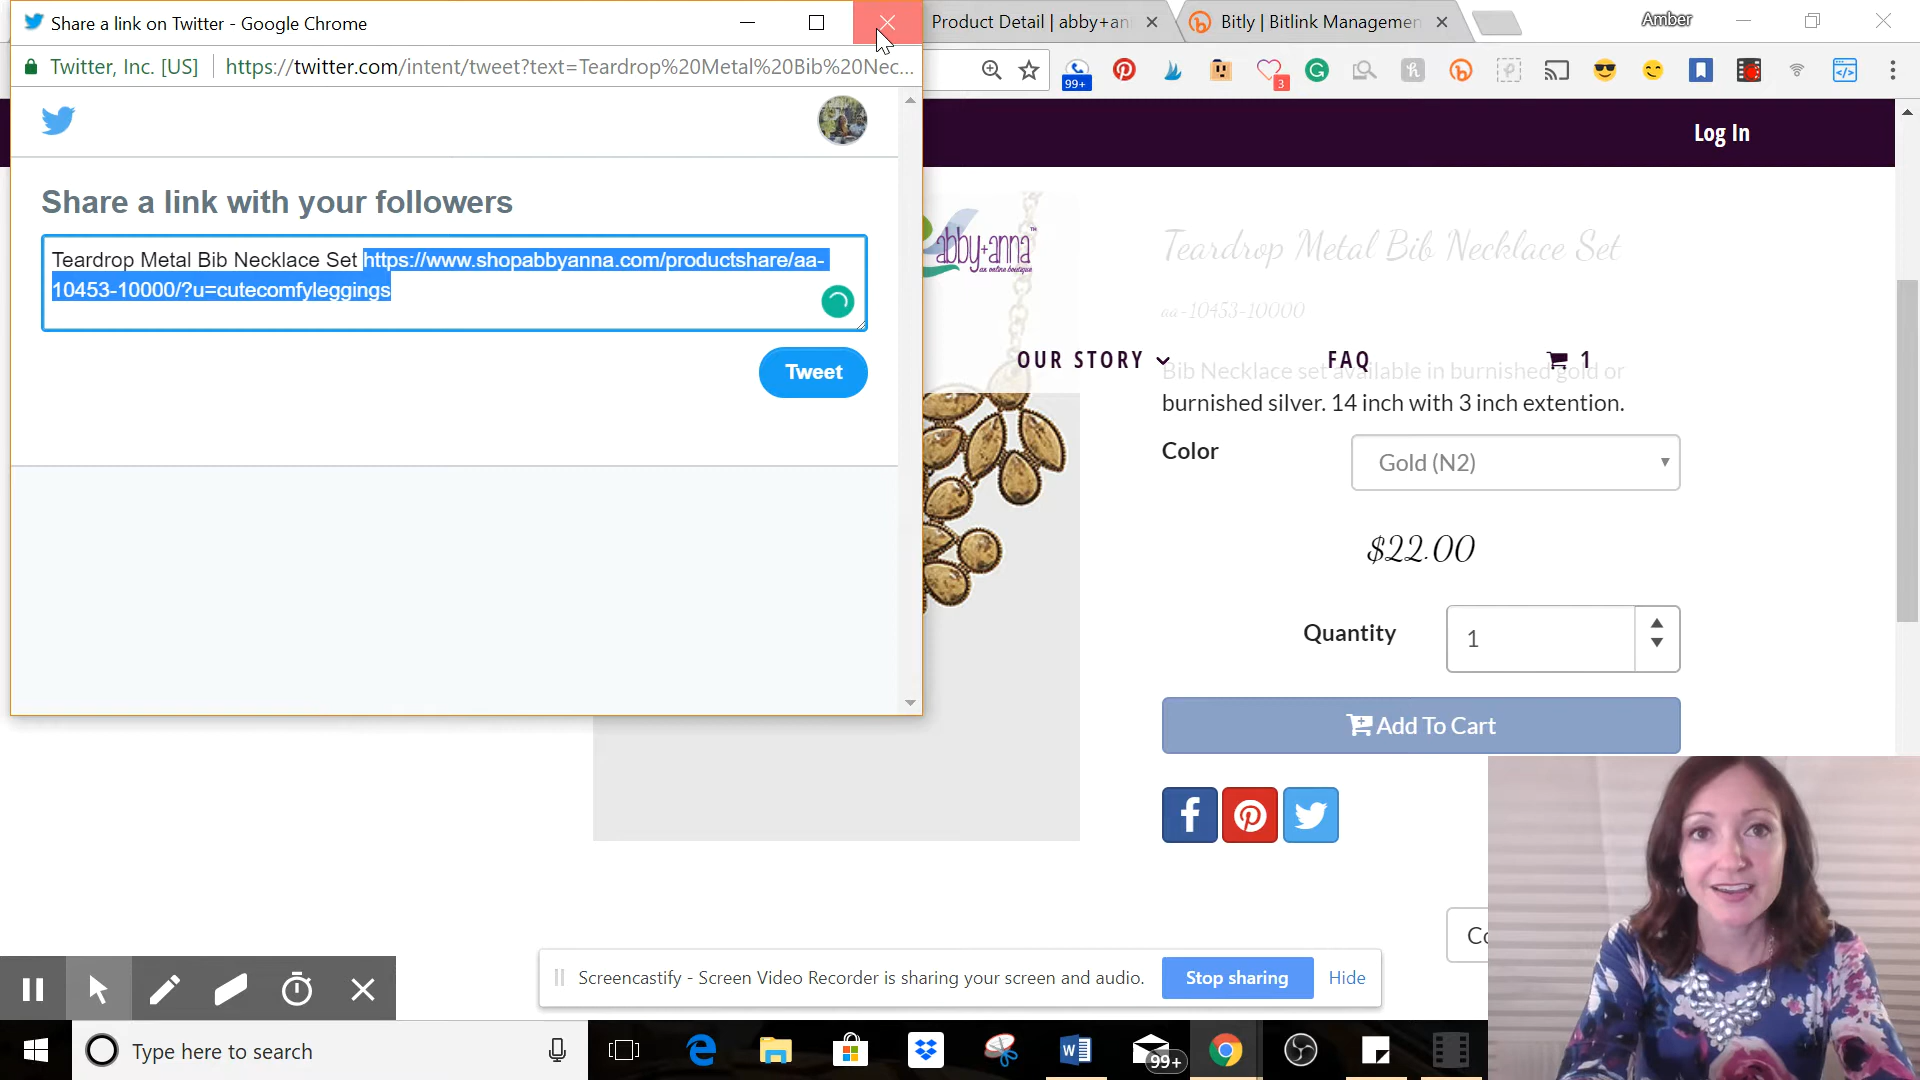 Share a link on Twitter - Google Chrome
Product Detail | abby+an
Bitly | Bitlink Managemen
Amber
Twitter, Inc. [US]
https://twitter.com/intent/tweet?text=Teardrop%20Metal%20Bib%20Nec...
99+
3
Log In
Share a link with your followers
Teardrop Metal Bib Necklace Set https://www.shopabbyanna.com/productshare/aa-
10453-10000/?u=cutecomfyleggings
Tweet
abby+anna™
an online boutique
Teardrop Metal Bib Necklace Set
aa-10453-10000
OUR STORY
FAQ
1
Bib Necklace set available in burnished gold or
burnished silver. 14 inch with 3 inch extention.
Color
Gold (N2)
$22.00
Quantity
1
Add To Cart
Co
Screencastify - Screen Video Recorder is sharing your screen and audio.
Stop sharing
Hide
Type here to search
99+